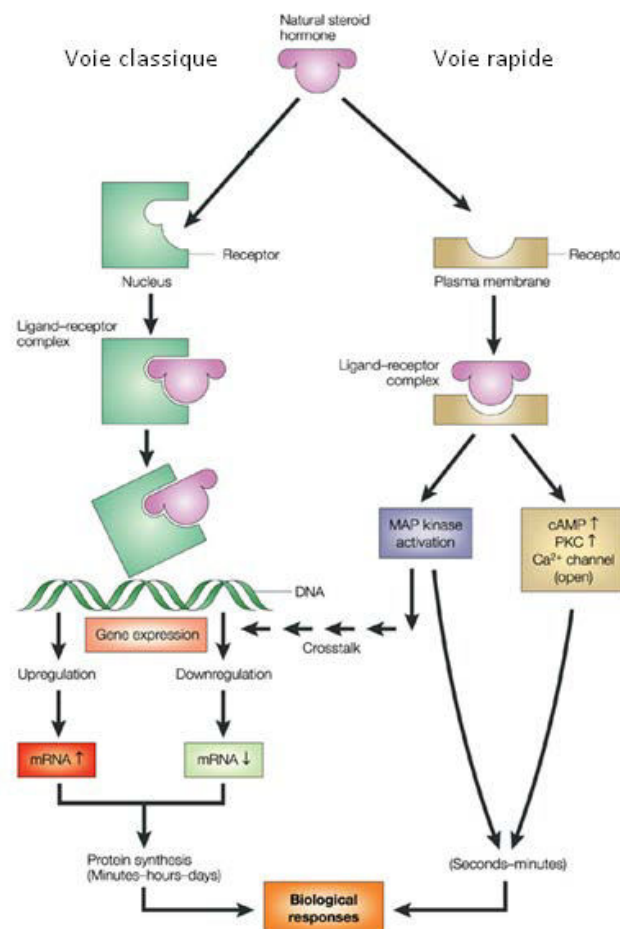 Natural steroid
hormone
Voie classique
Voie rapide
Receptor
Nucleus
Recepto
Plasma membrane
Ligand–receptor
complex
Ligand–receptor
complex
MAP kinase
activation
cAMP ↑
PKC ↑
Ca²⁺ channel
(open)
DNA
Gene expression
Crosstalk
Upregulation
Downregulation
mRNA ↑
mRNA ↓
Protein synthesis
(Minutes–hours–days)
(Seconds–minutes)
Biological
responses